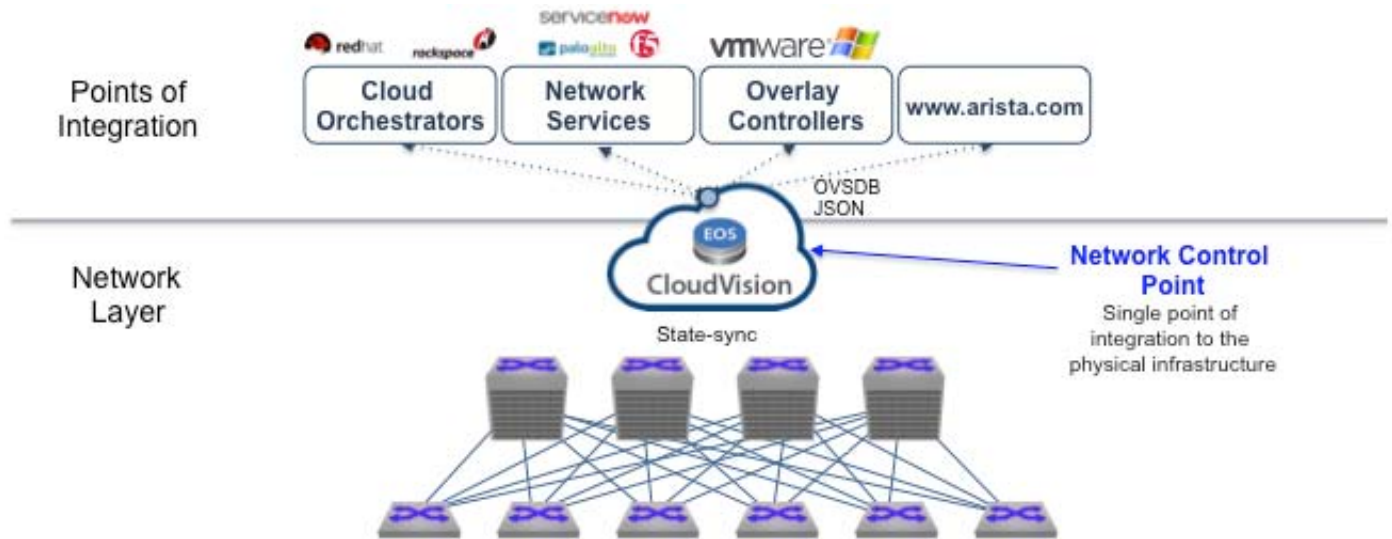 servicenow
redhat
rackspace
paloalto
f5
vmware
Points of
Integration
Cloud
Orchestrators
Network
Services
Overlay
Controllers
www.arista.com
OVSDB
JSON
EOS
CloudVision
Network Control
Point
Single point of
integration to the
physical infrastructure
Network
Layer
State-sync